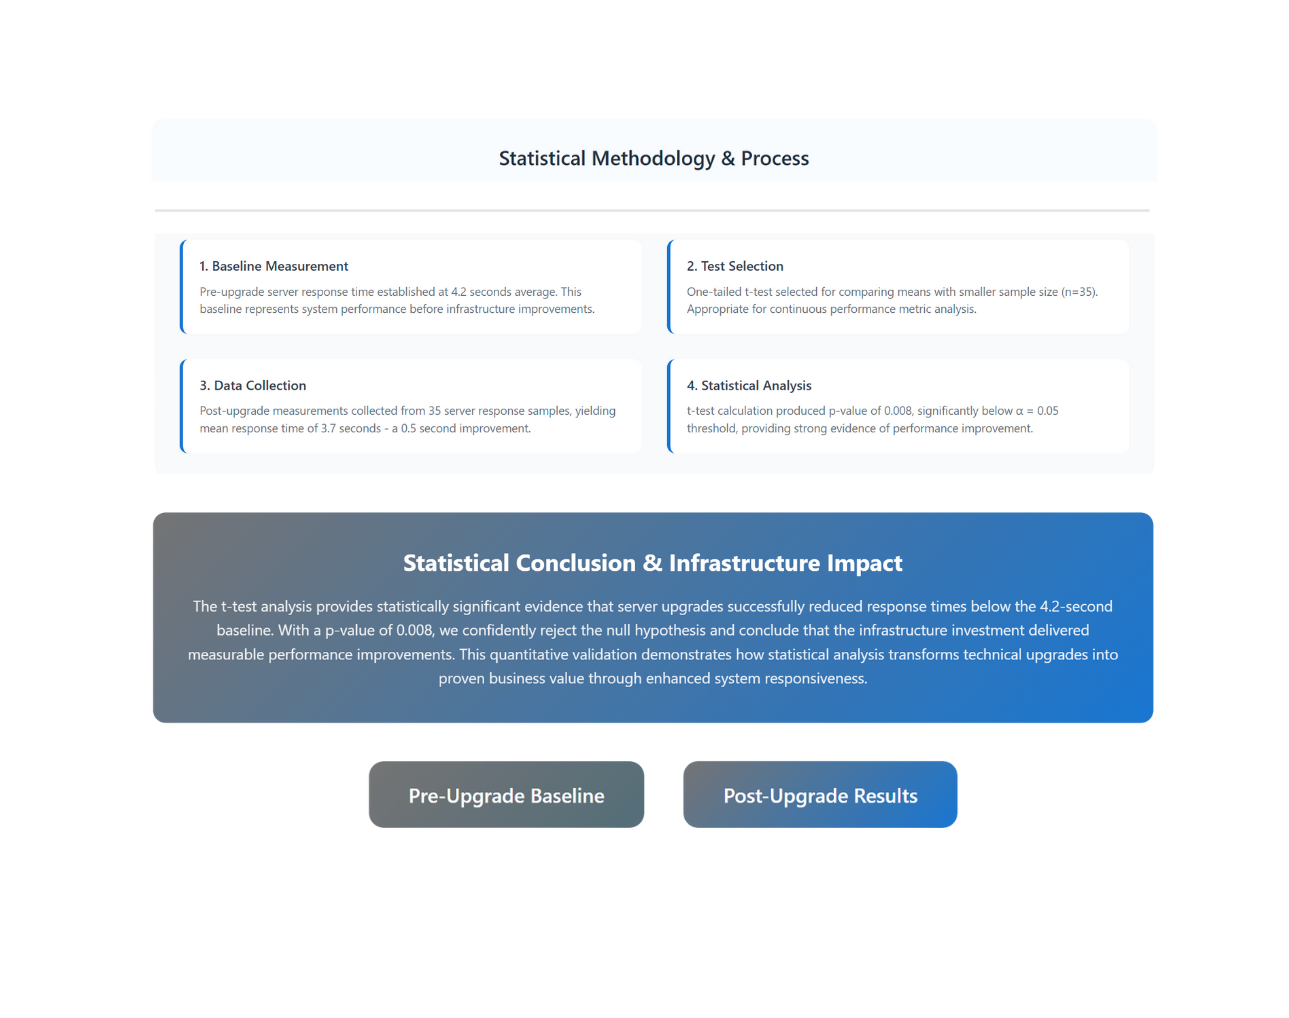 Statistical Methodology & Process
1. Baseline Measurement
Pre-upgrade server response time established at 4.2 seconds average. This
baseline represents system performance before infrastructure improvements.
2. Test Selection
One-tailed t-test selected for comparing means with smaller sample size (n=35).
Appropriate for continuous performance metric analysis.
3. Data Collection
Post-upgrade measurements collected from 35 server response samples, yielding
mean response time of 3.7 seconds - a 0.5 second improvement.
4. Statistical Analysis
t-test calculation produced p-value of 0.008, significantly below α = 0.05
threshold, providing strong evidence of performance improvement.
Statistical Conclusion & Infrastructure Impact
The t-test analysis provides statistically significant evidence that server upgrades successfully reduced response times below the 4.2-second
baseline. With a p-value of 0.008, we confidently reject the null hypothesis and conclude that the infrastructure investment delivered
measurable performance improvements. This quantitative validation demonstrates how statistical analysis transforms technical upgrades into
proven business value through enhanced system responsiveness.
Pre-Upgrade Baseline
Post-Upgrade Results